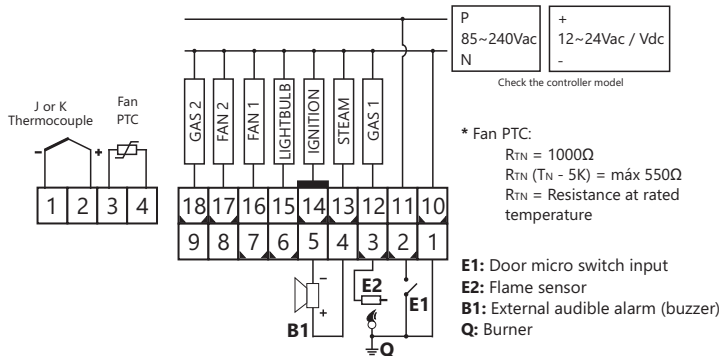 P
85~240Vac
N
+
12~24Vac / Vdc
-
Check the controller model
GAS 2
FAN 2
FAN 1
LIGHTBULB
IGNITION
STEAM
GAS 1
J or K
Thermocouple
Fan
PTC
- +
1 2 3 4
18 17 16 15 14 13 12 11 10
9 8 7 6 5 4 3 2 1
* Fan PTC:
RTN = 1000Ω
RTN (TN - 5K) = máx 550Ω
RTN = Resistance at rated
temperature
-
+
B1
E2
E1
Q
E1: Door micro switch input
E2: Flame sensor
B1: External audible alarm (buzzer)
Q: Burner